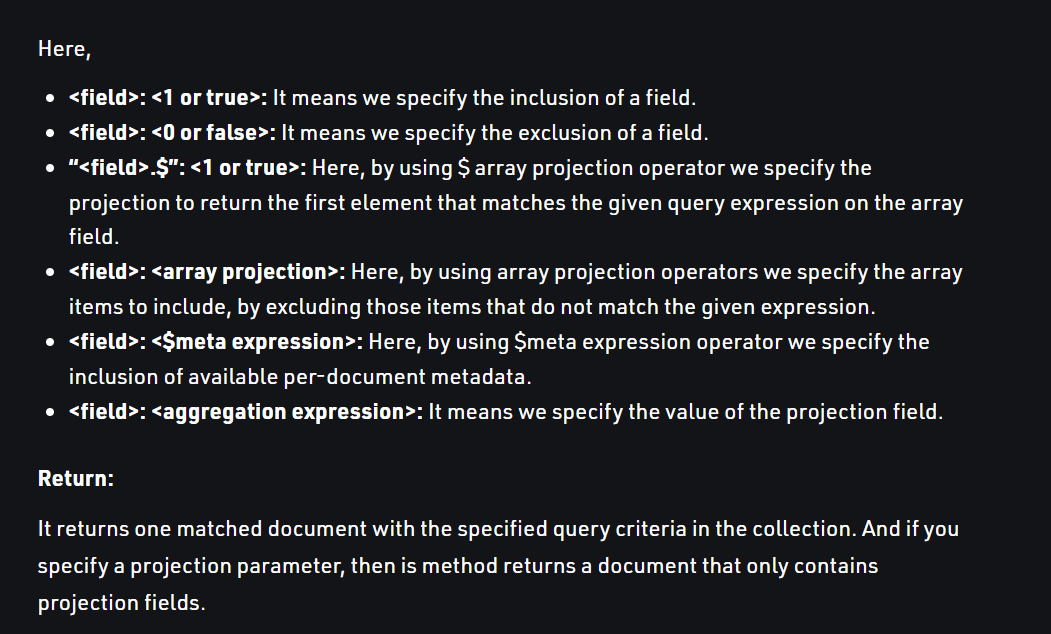 Here,
• <field>: <1 or true>: It means we specify the inclusion of a field.
• <field>: <0 or false>: It means we specify the exclusion of a field.
• “<field>.$”: <1 or true>: Here, by using $ array projection operator we specify the
projection to return the first element that matches the given query expression on the array
field.
• <field>: <array projection>: Here, by using array projection operators we specify the array
items to include, by excluding those items that do not match the given expression.
• <field>: <$meta expression>: Here, by using $meta expression operator we specify the
inclusion of available per-document metadata.
• <field>: <aggregation expression>: It means we specify the value of the projection field.
Return:
It returns one matched document with the specified query criteria in the collection. And if you
specify a projection parameter, then is method returns a document that only contains
projection fields.